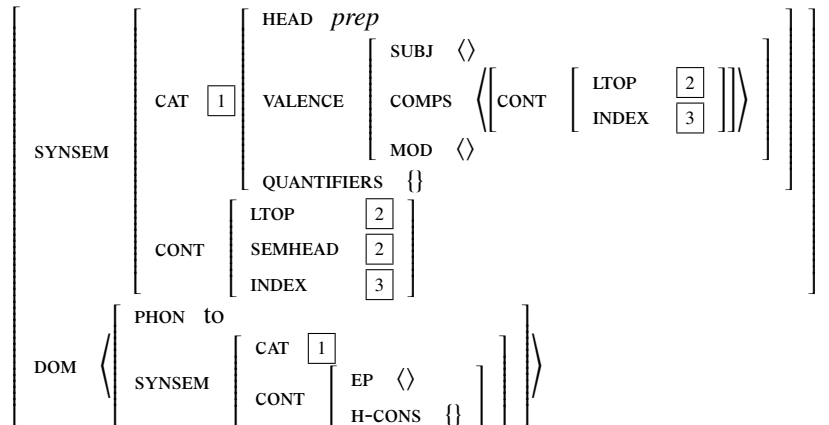 HEAD prep
SUBJ ⟨⟩
CAT 1 VALENCE COMPS ⟨[CONT [LTOP 2
INDEX 3]]⟩
MOD ⟨⟩
SYNSEM
QUANTIFIERS {}
LTOP 2
CONT SEMHEAD 2
INDEX 3
PHON to
CAT 1
DOM ⟨ SYNSEM EP ⟨⟩ ⟩
CONT
H-CONS {}